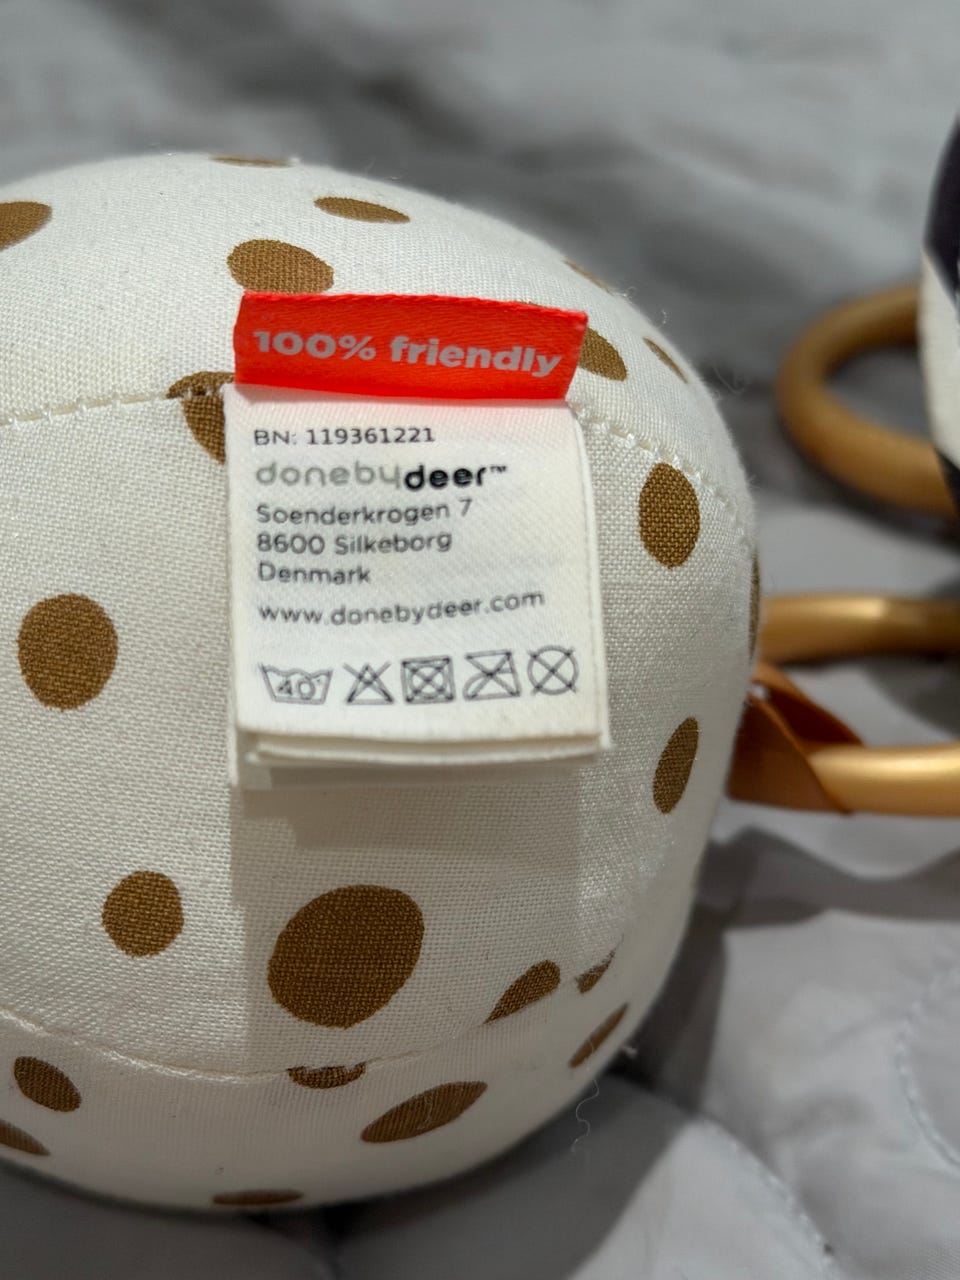 100% friendly
BN: 119361221
donebydeer™
Soenderkrogen 7
8600 Silkeborg
Denmark
www.donebydeer.com
40